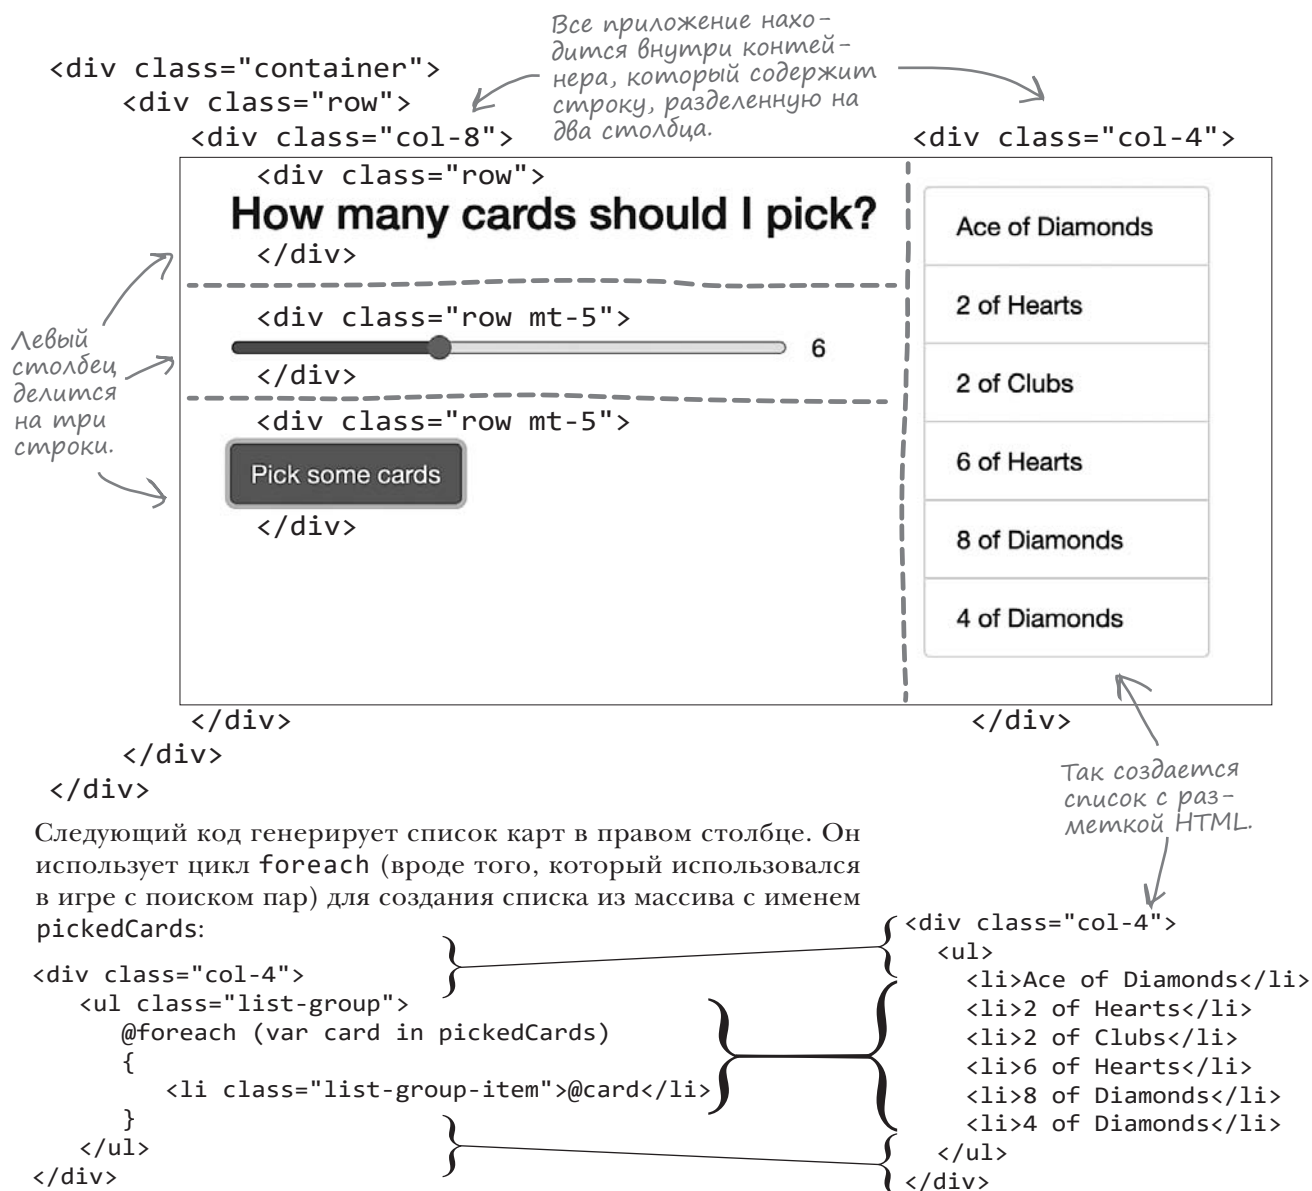 Все приложение нахо-
дится внутри контей-
нера, который содержит
строку, разделенную на
два столбца.
<div class="container">
<div class="row">
<div class="col-8">
<div class="col-4">
<div class="row">
How many cards should I pick?
</div>
<div class="row mt-5">
6
</div>
<div class="row mt-5">
Pick some cards
</div>
Левый
столбец
делится
на три
строки.
Ace of Diamonds
2 of Hearts
2 of Clubs
6 of Hearts
8 of Diamonds
4 of Diamonds
</div>
</div>
</div>
</div>
Так создается
список с раз-
меткой HTML.
Следующий код генерирует список карт в правом столбце. Он
использует цикл foreach (вроде того, который использовался
в игре с поиском пар) для создания списка из массива с именем
pickedCards:
<div class="col-4">
<ul class="list-group">
@foreach (var card in pickedCards)
{
<li class="list-group-item">@card</li>
}
</ul>
</div>
<div class="col-4">
<ul>
<li>Ace of Diamonds</li>
<li>2 of Hearts</li>
<li>2 of Clubs</li>
<li>6 of Hearts</li>
<li>8 of Diamonds</li>
<li>4 of Diamonds</li>
</ul>
</div>